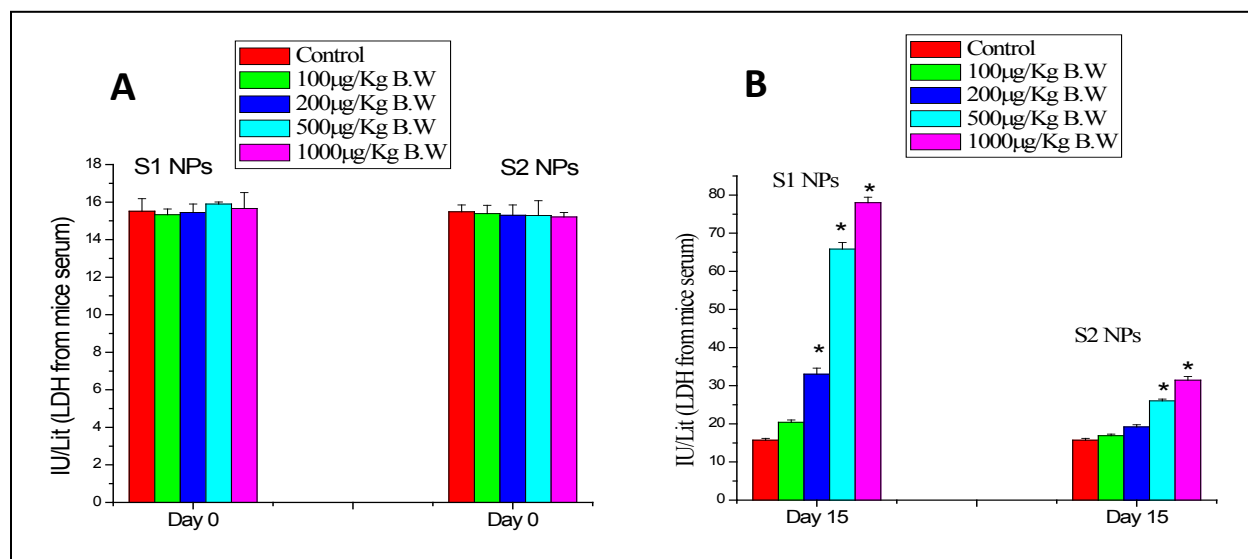 A
Control
100µg/Kg B.W
200µg/Kg B.W
500µg/Kg B.W
1000µg/Kg B.W
S1 NPs
S2 NPs
18
16
14
12
10
8
6
4
2
0
IU/Lit (LDH from mice serum)
Day 0
Day 0
B
Control
100µg/Kg B.W
200µg/Kg B.W
500µg/Kg B.W
1000µg/Kg B.W
S1 NPs
S2 NPs
80
70
60
50
40
30
20
10
0
IU/Lit (LDH from mice serum)
* * *
* *
Day 15
Day 15